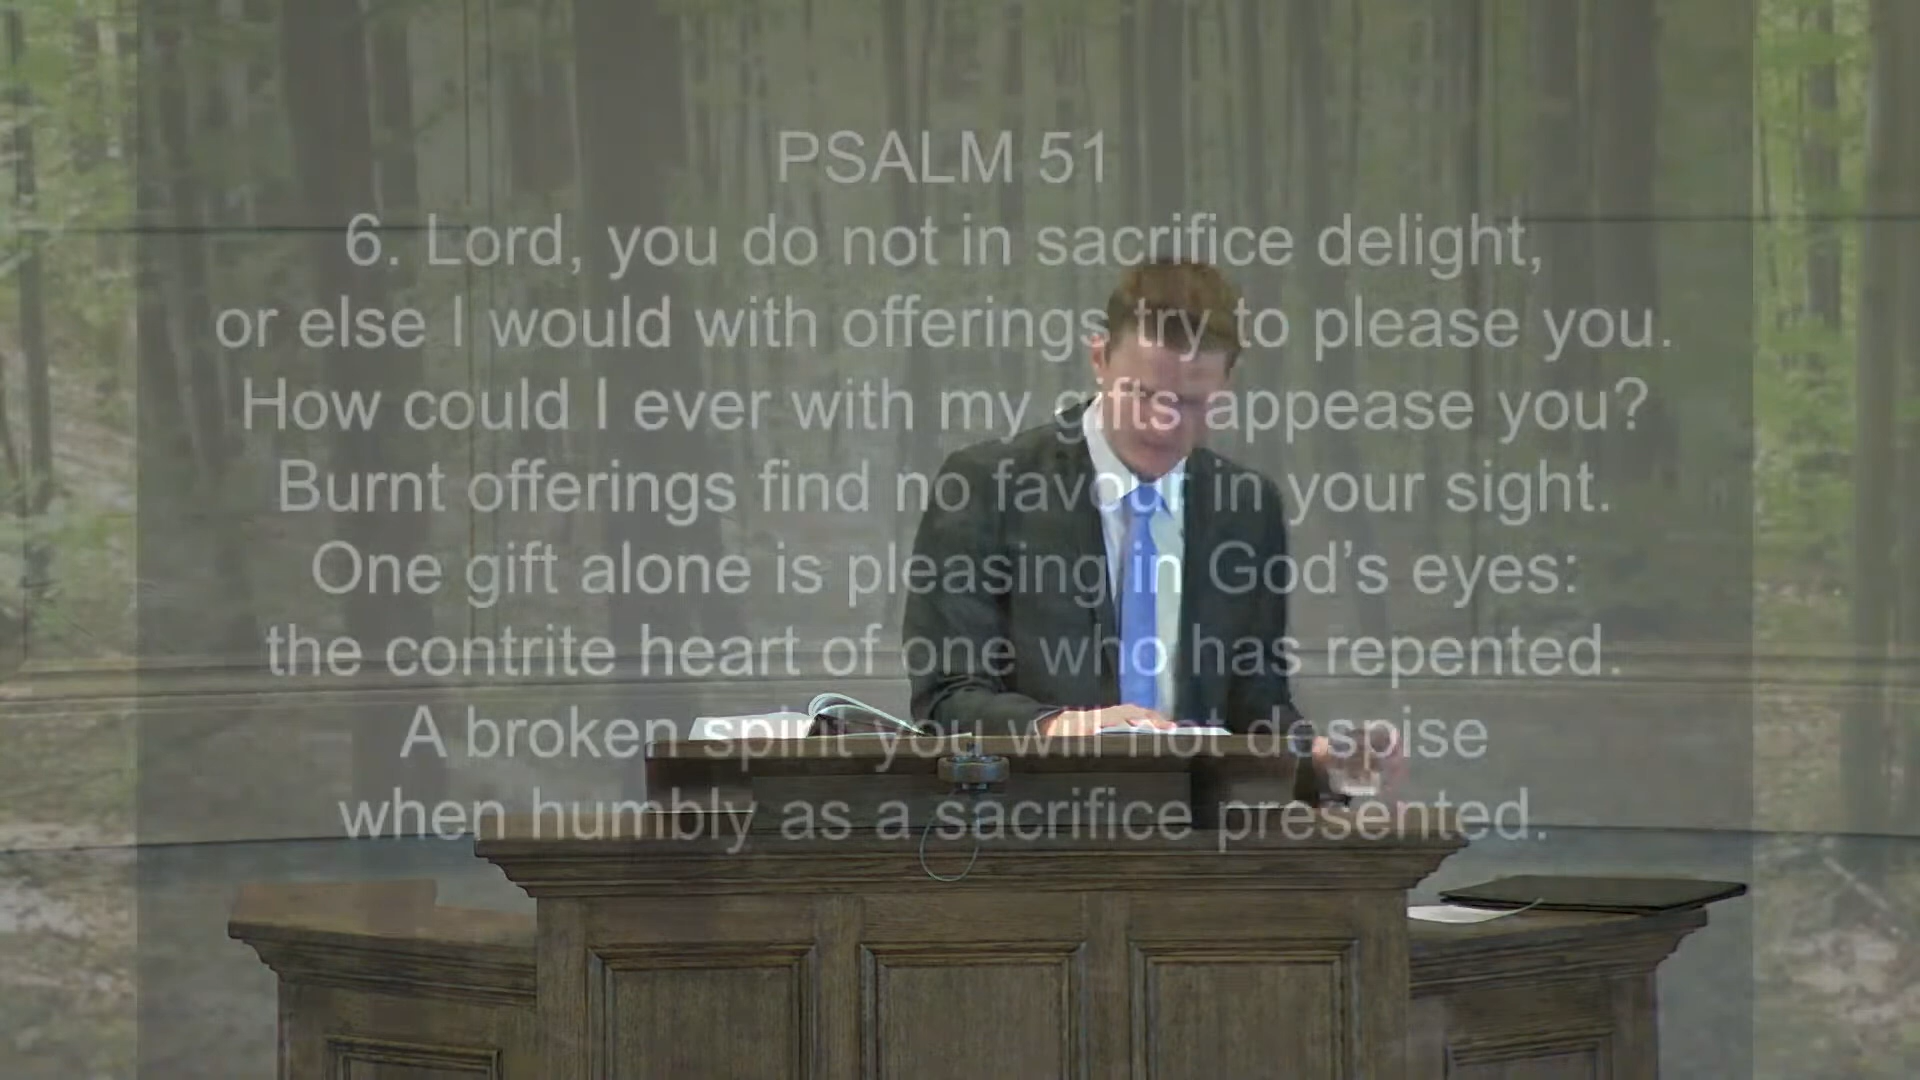 PSALM 51
6. Lord, you do not in sacrifice delight,
or else I would with offerings try to please you.
How could I ever with my gifts appease you?
Burnt offerings find no favour in your sight.
One gift alone is pleasing in God's eyes:
the contrite heart of one who has repented.
A broken spirit you will not despise
when humbly as a sacrifice presented.